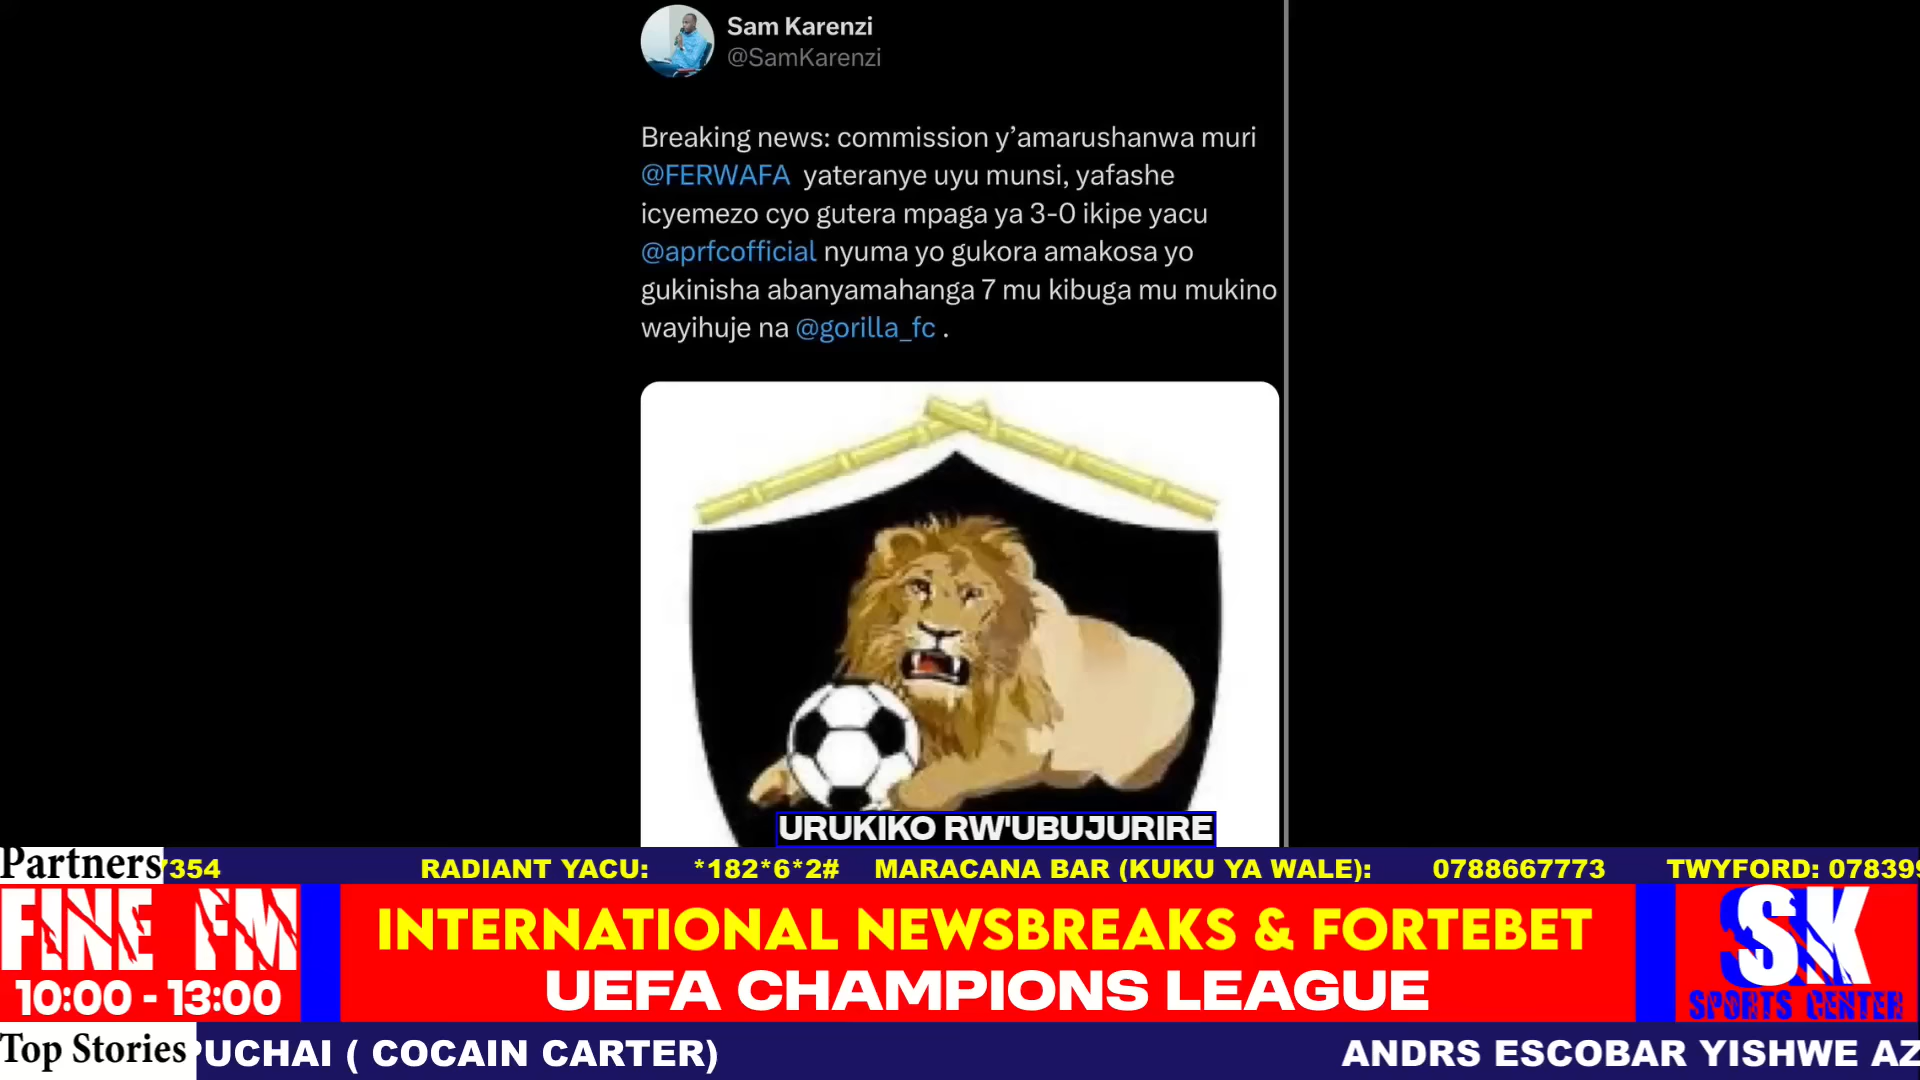 Sam Karenzi
@SamKarenzi
Breaking news: commission y’amarushanwa muri
@FERWAFA yateranye uyu munsi, yafashe
icyemezo cyo gutera mpaga ya 3-0 ikipe yacu
@aprfcofficial nyuma yo gukora amakosa yo
gukinisha abanyamahanga 7 mu kibuga mu mukino
wayihuje na @gorilla_fc .
URUKIKO RW'UBUJURIRE
Partners 7354 RADIANT YACU: *182*6*2# MARACANA BAR (KUKU YA WALE): 0788667773 TWYFORD: 078399
FINE FM
10:00 - 13:00
INTERNATIONAL NEWSBREAKS & FORTEBET
UEFA CHAMPIONS LEAGUE
SK
SPORTS CENTER
Top Stories PUCHAI ( COCAIN CARTER) ANDRS ESCOBAR YISHWE AZ